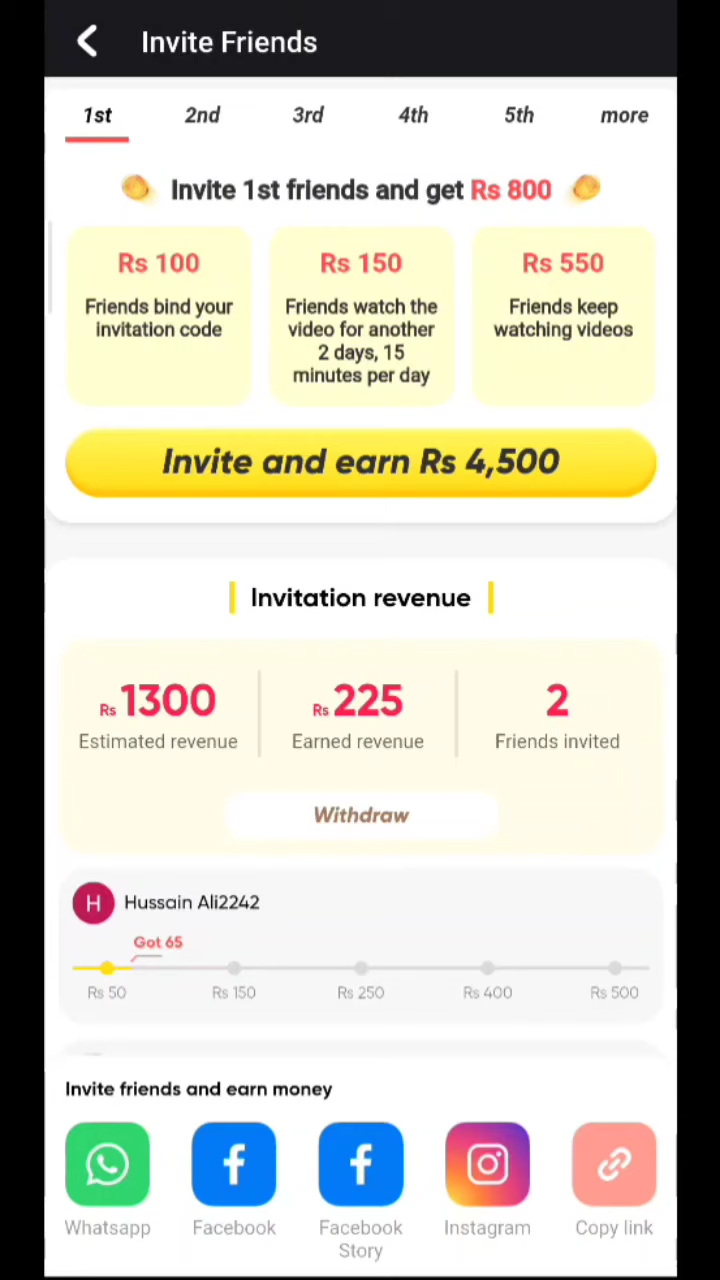 Invite Friends
1st 2nd 3rd 4th 5th more
Invite 1st friends and get Rs 800
Rs 100
Friends bind your
invitation code
Rs 150
Friends watch the
video for another
2 days, 15
minutes per day
Rs 550
Friends keep
watching videos
Invite and earn Rs 4,500
Invitation revenue
Rs 1300
Estimated revenue
Rs 225
Earned revenue
2
Friends invited
Withdraw
H Hussain Ali2242
Got 65
Rs 50 Rs 150 Rs 250 Rs 400 Rs 500
Invite friends and earn money
Whatsapp
Facebook
Facebook
Story
Instagram
Copy link